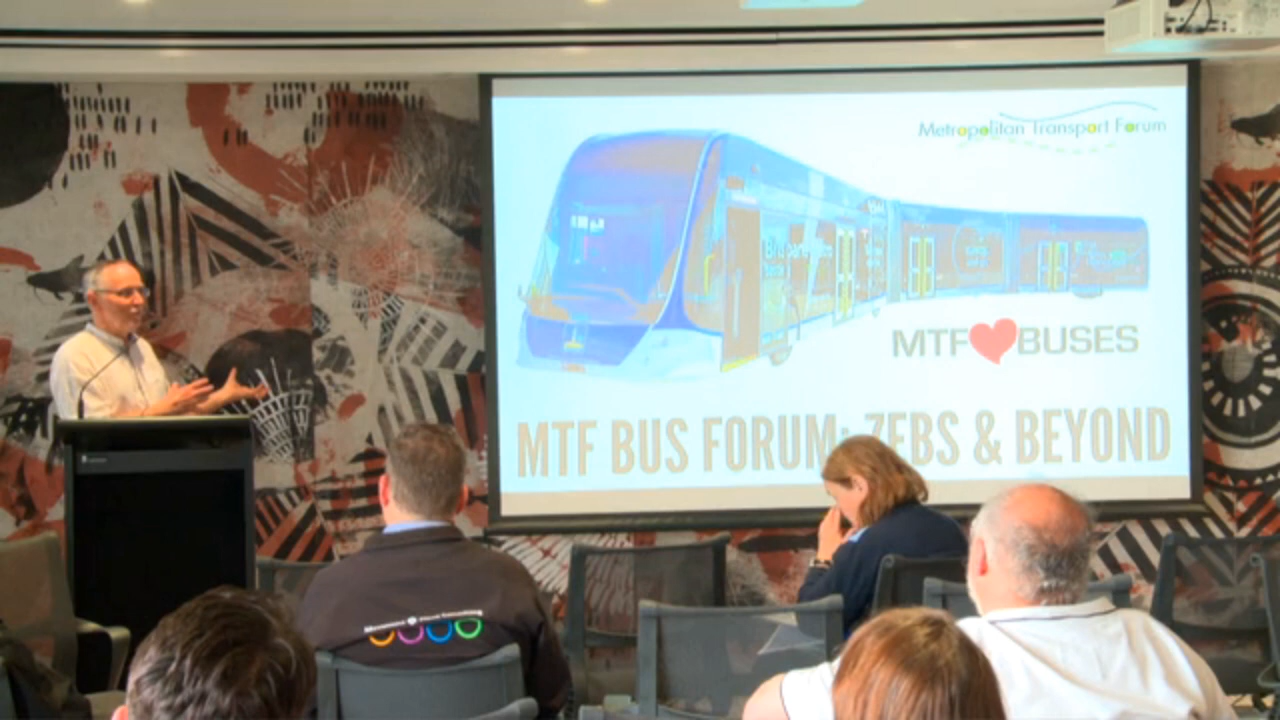 Metropolitan Transport Forum
MTF BUSES
MTF BUS FORUM: ZEBS & BEYOND